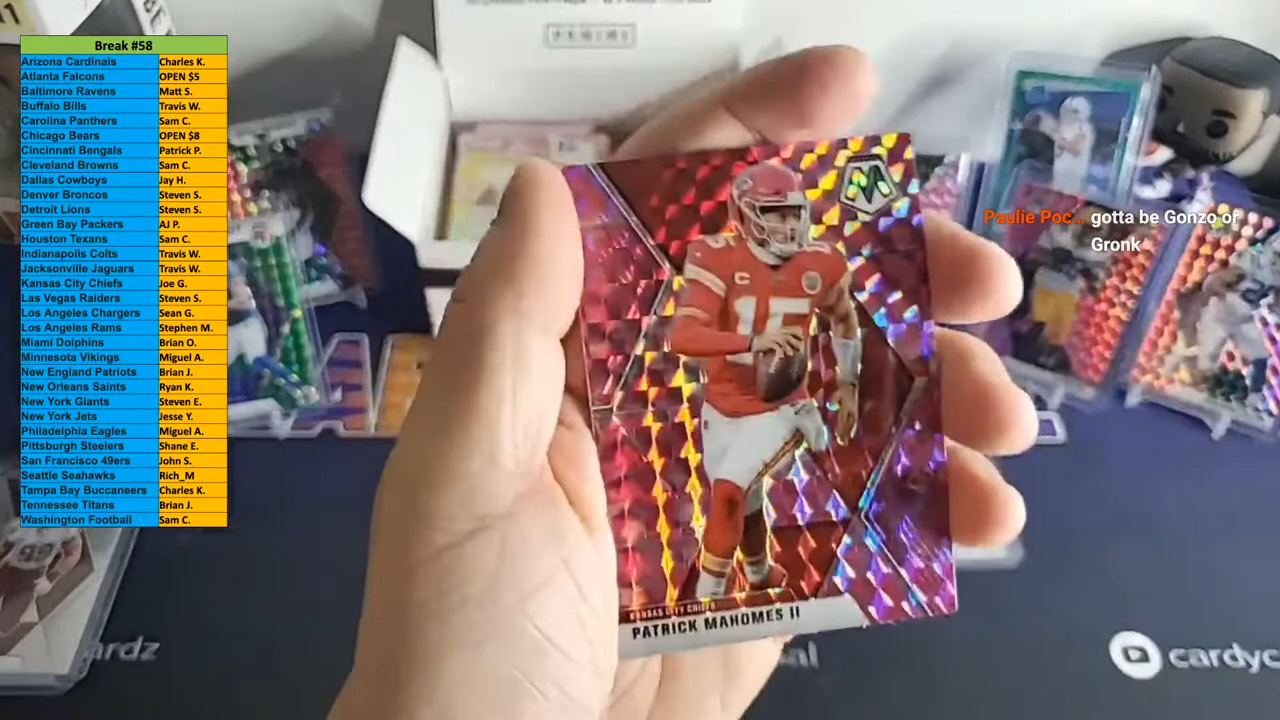 Break #58
Arizona Cardinals Charles K.
Atlanta Falcons OPEN $5
Baltimore Ravens Matt S.
Buffalo Bills Travis W.
Carolina Panthers Sam C.
Chicago Bears OPEN $8
Cincinnati Bengals Patrick P.
Cleveland Browns Sam C.
Dallas Cowboys Jay H.
Denver Broncos Steven S.
Detroit Lions Steven S.
Green Bay Packers AJ P.
Houston Texans Sam C.
Indianapolis Colts Travis W.
Jacksonville Jaguars Travis W.
Kansas City Chiefs Joe G.
Las Vegas Raiders Steven S.
Los Angeles Chargers Sean G.
Los Angeles Rams Stephen M.
Miami Dolphins Brian O.
Minnesota Vikings Miguel A.
New England Patriots Brian J.
New Orleans Saints Ryan K.
New York Giants Steven E.
New York Jets Jesse Y.
Philadelphia Eagles Miguel A.
Pittsburgh Steelers Shane E.
San Francisco 49ers John S.
Seattle Seahawks Rich_M
Tampa Bay Buccaneers Charles K.
Tennessee Titans Brian J.
Washington Football Sam C.
Paulie Poc... gotta be Gonzo or
Gronk
15
KANSAS CITY CHIEFS
PATRICK MAHOMES II
ardz
al
cardyc